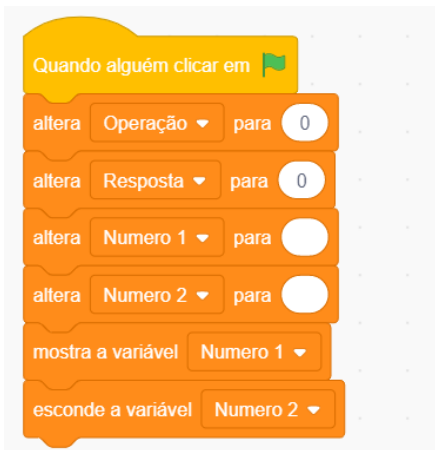 Quando alguém clicar em
altera Operação para 0
altera Resposta para 0
altera Numero 1 para
altera Numero 2 para
mostra a variável Numero 1
esconde a variável Numero 2